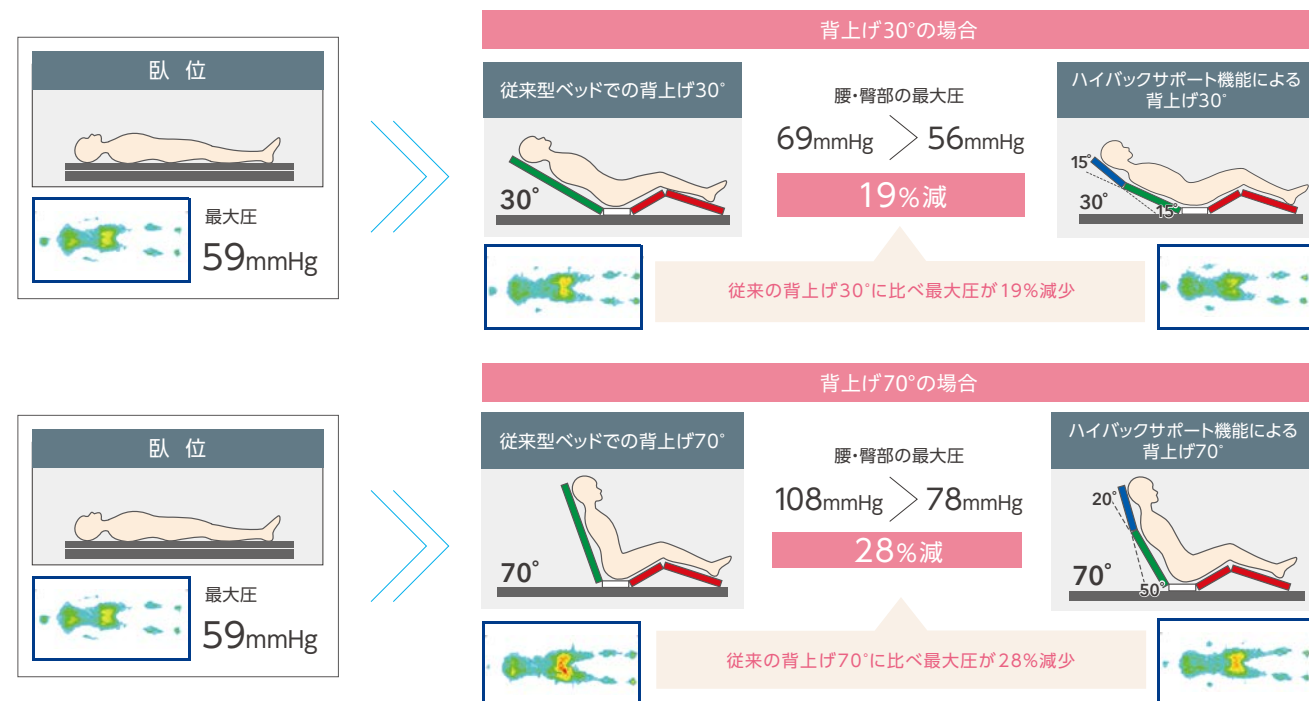 臥 位
最大圧
59mmHg
背上げ30°の場合
従来型ベッドでの背上げ30°
30°
腰・臀部の最大圧
69mmHg > 56mmHg
19%減
ハイバックサポート機能による
背上げ30°
15°
30°
15°
従来の背上げ30°に比べ最大圧が19%減少
臥 位
最大圧
59mmHg
背上げ70°の場合
従来型ベッドでの背上げ70°
70°
腰・臀部の最大圧
108mmHg > 78mmHg
28%減
ハイバックサポート機能による
背上げ70°
20°
70°
50°
従来の背上げ70°に比べ最大圧が28%減少